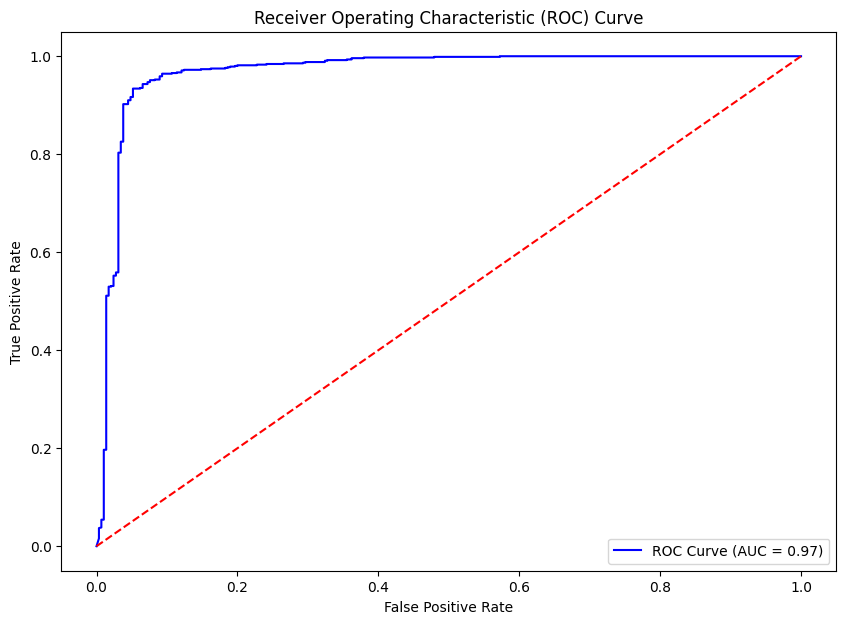 Receiver Operating Characteristic (ROC) Curve
1.0
0.8
0.6
0.4
0.2
0.0
True Positive Rate
ROC Curve (AUC = 0.97)
0.0 0.2 0.4 0.6 0.8 1.0
False Positive Rate